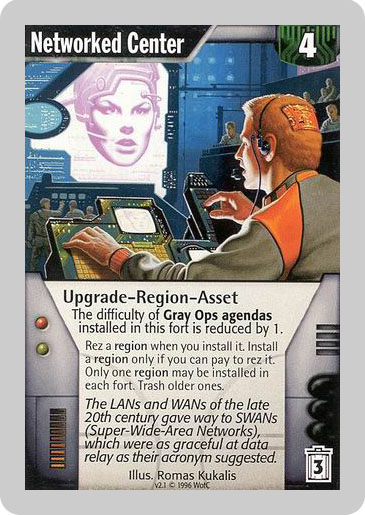 Networked Center
4
Upgrade-Region-Asset
The difficulty of Gray Ops agendas
installed in this fort is reduced by 1.
Rez a region when you install it. Install
a region only if you can pay to rez it.
Only one region may be installed in
each fort. Trash older ones.
The LANs and WANs of the late
20th century gave way to SWANs
(Super-Wide-Area Networks),
which were as graceful at data
relay as their acronym suggested.
Illus. Romas Kukalis
v2.1 © 1996 WotC
3